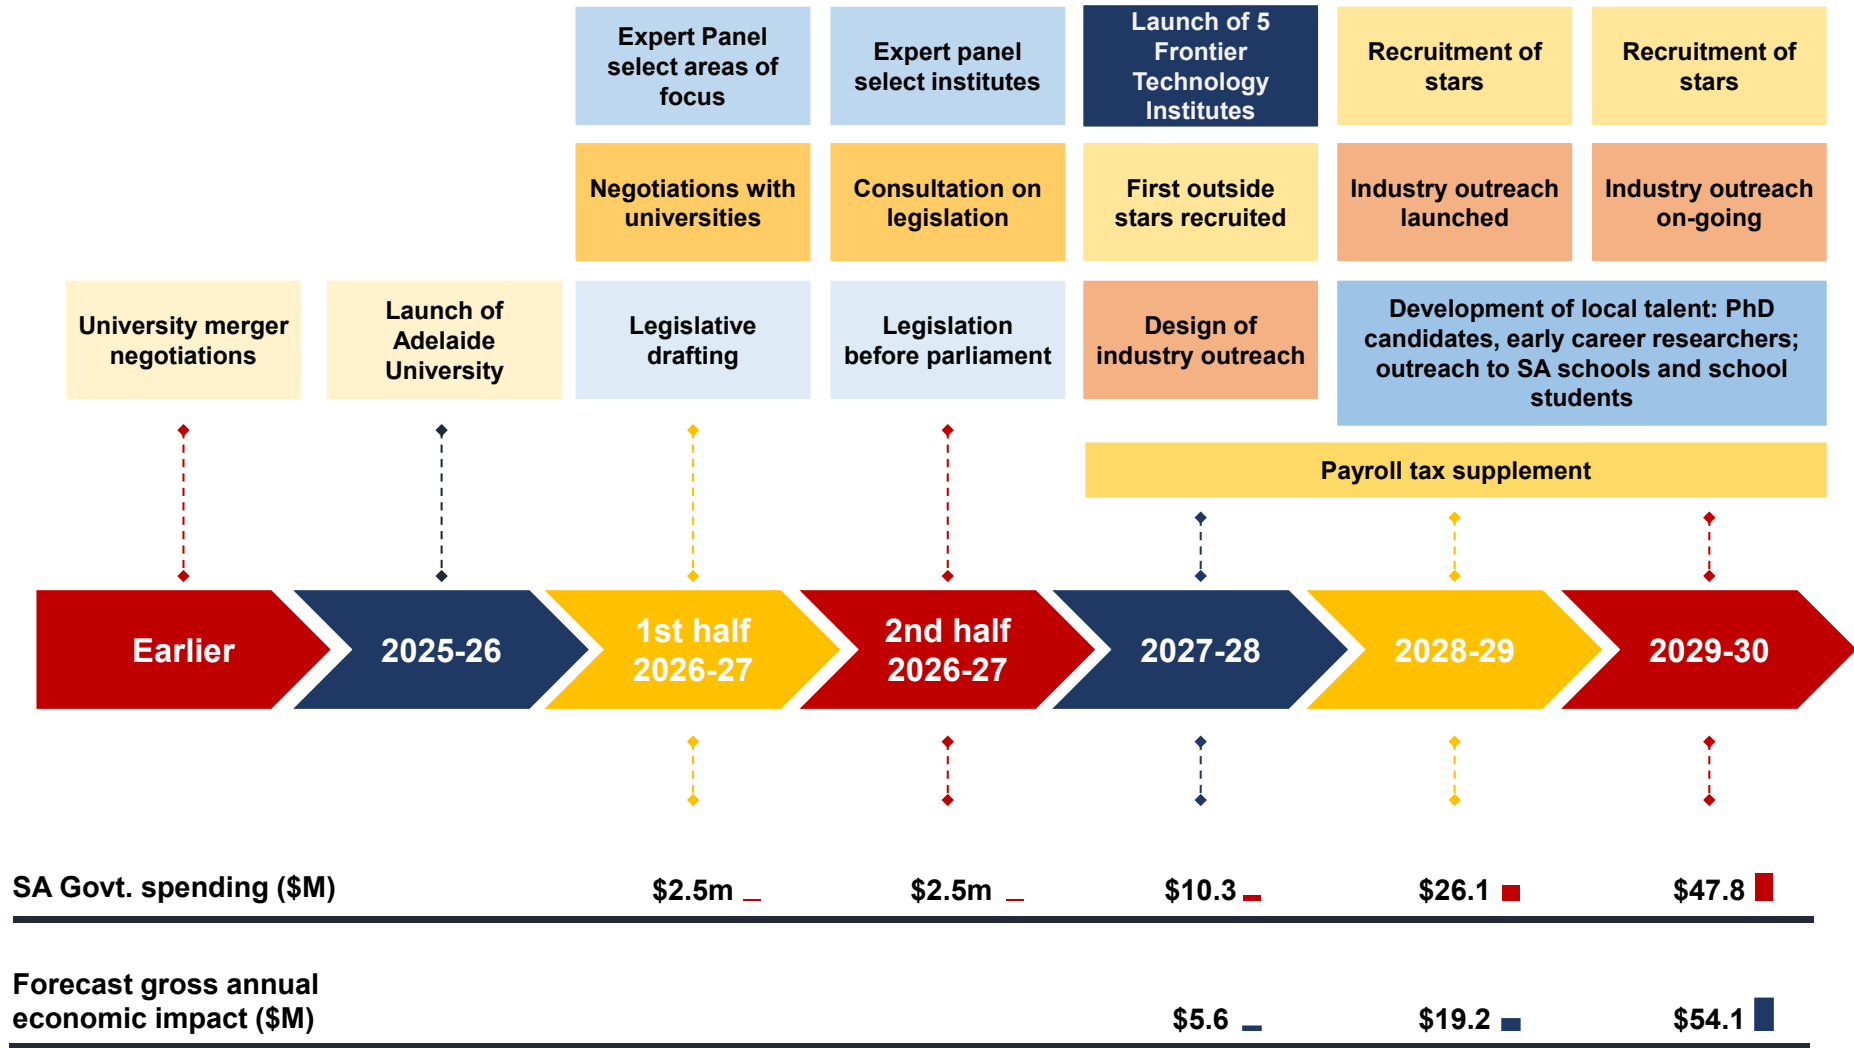 Expert Panel
select areas of
focus
Expert panel
select institutes
Launch of 5
Frontier
Technology
Institutes
Recruitment of
stars
Recruitment of
stars
Negotiations with
universities
Consultation on
legislation
First outside
stars recruited
Industry outreach
launched
Industry outreach
on-going
University merger
negotiations
Launch of
Adelaide
University
Legislative
drafting
Legislation
before parliament
Design of
industry outreach
Development of local talent: PhD
candidates, early career researchers;
outreach to SA schools and school
students
Payroll tax supplement
Earlier
2025-26
1st half
2026-27
2nd half
2026-27
2027-28
2028-29
2029-30
SA Govt. spending ($M)
$2.5m
$2.5m
$10.3
$26.1
$47.8
Forecast gross annual
economic impact ($M)
$5.6
$19.2
$54.1